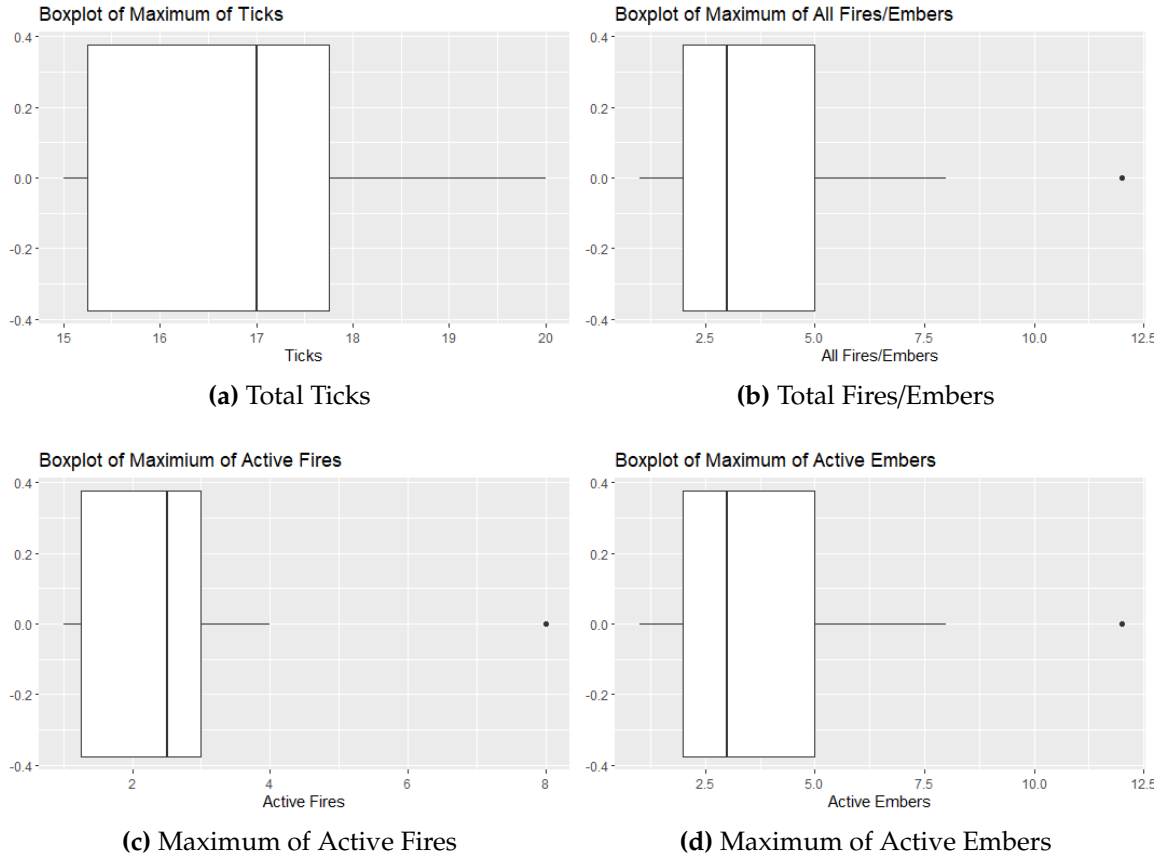 Boxplot of Maximum of Ticks
0.4
0.2
0.0
-0.2
-0.4
15 16 17 18 19 20
Ticks
(a) Total Ticks
Boxplot of Maximum of All Fires/Embers
0.4
0.2
0.0
-0.2
-0.4
2.5 5.0 7.5 10.0 12.5
All Fires/Embers
(b) Total Fires/Embers
Boxplot of Maximium of Active Fires
0.4
0.2
0.0
-0.2
-0.4
2 4 6 8
Active Fires
(c) Maximum of Active Fires
Boxplot of Maximum of Active Embers
0.4
0.2
0.0
-0.2
-0.4
2.5 5.0 7.5 10.0 12.5
Active Embers
(d) Maximum of Active Embers